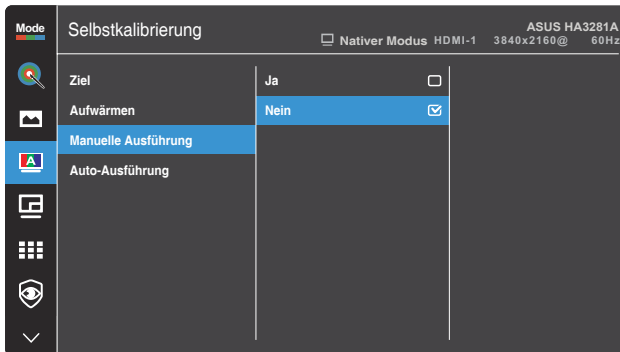 Mode
Selbstkalibrierung
Nativer Modus HDMI-1
ASUS HA3281A
3840x2160@ 60Hz
A
Ziel
Aufwärmen
Manuelle Ausführung
Auto-Ausführung
Ja
Nein